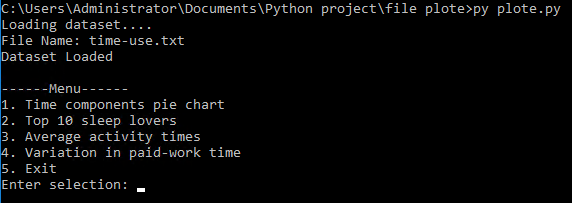 C:\Users\Administrator\Documents\Python project\file plote>py plote.py
Loading dataset....
File Name: time-use.txt
Dataset Loaded
------Menu------
1. Time components pie chart
2. Top 10 sleep lovers
3. Average activity times
4. Variation in paid-work time
5. Exit
Enter selection: